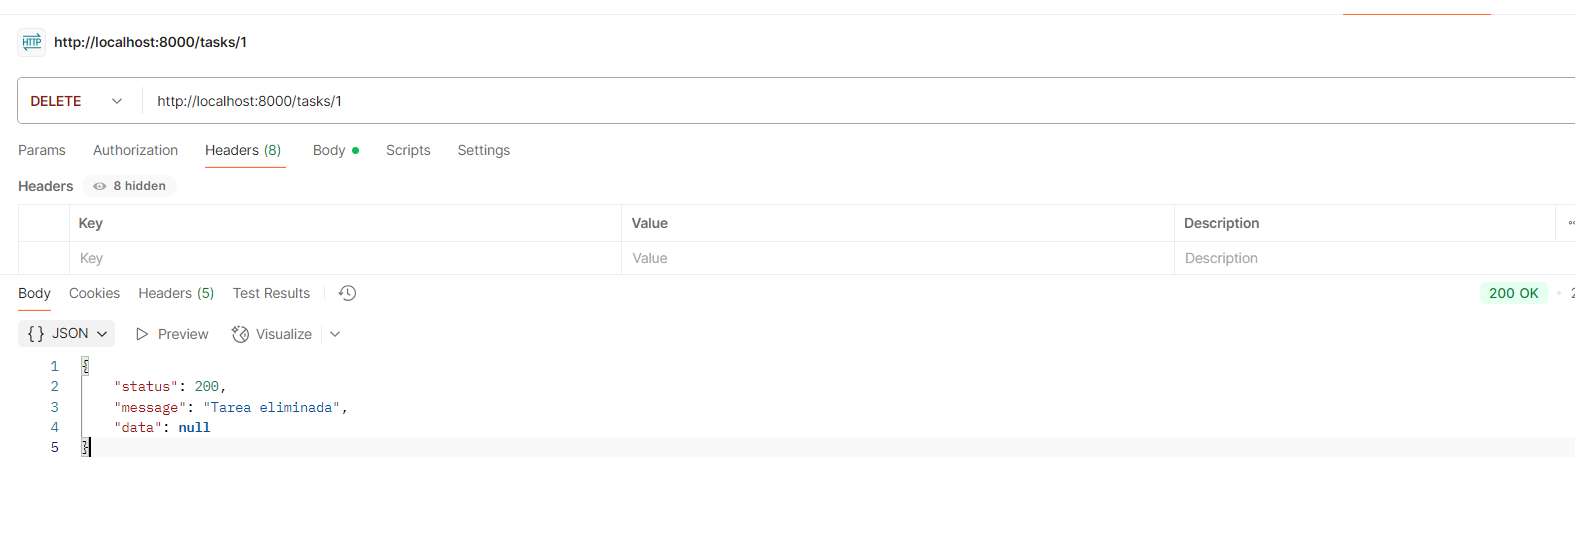 HTTP http://localhost:8000/tasks/1
DELETE http://localhost:8000/tasks/1
Params Authorization Headers (8) Body Scripts Settings
Headers 8 hidden
Key Value Description
Key Value Description
Body Cookies Headers (5) Test Results 200 OK
{} JSON Preview Visualize
1 {
2 "status": 200,
3 "message": "Tarea eliminada",
4 "data": null
5 }